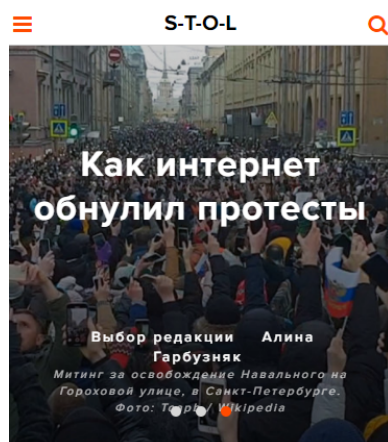 S-T-O-L
Как интернет
обнулил протесты
Выбор редакции Алина
Гарбузняк
Митинг за освобождение Навального на
Гороховой улице, в Санкт-Петербурге.
Фото: / Wikipedia